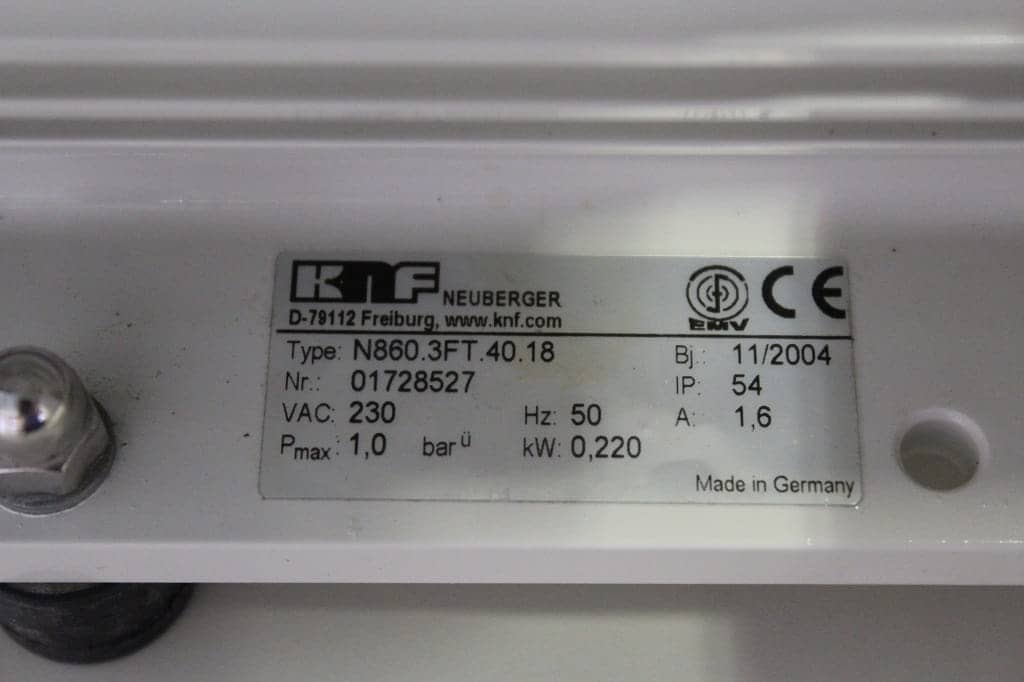 KNF NEUBERGER
D-79112 Freiburg, www.knf.com
EMV CE
Type: N860.3FT.40.18 Bj.: 11/2004
Nr.: 01728527 IP: 54
VAC: 230 Hz: 50 A: 1,6
Pmax: 1,0 bar ü kW: 0,220
Made in Germany